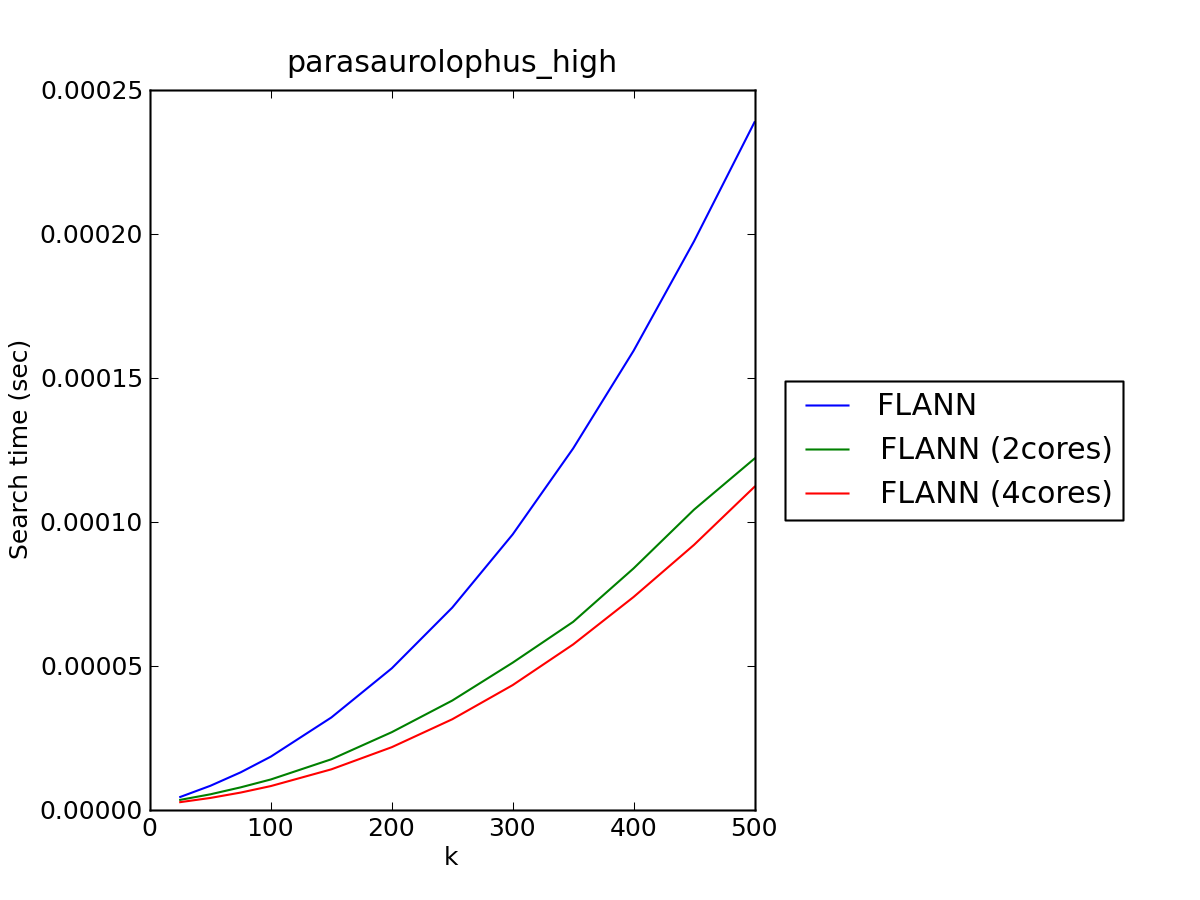 parasaurolophus_high
0.00025
0.00020
0.00015
0.00010
0.00005
0.00000
Search time (sec)
0 100 200 300 400 500
k
FLANN
FLANN (2cores)
FLANN (4cores)